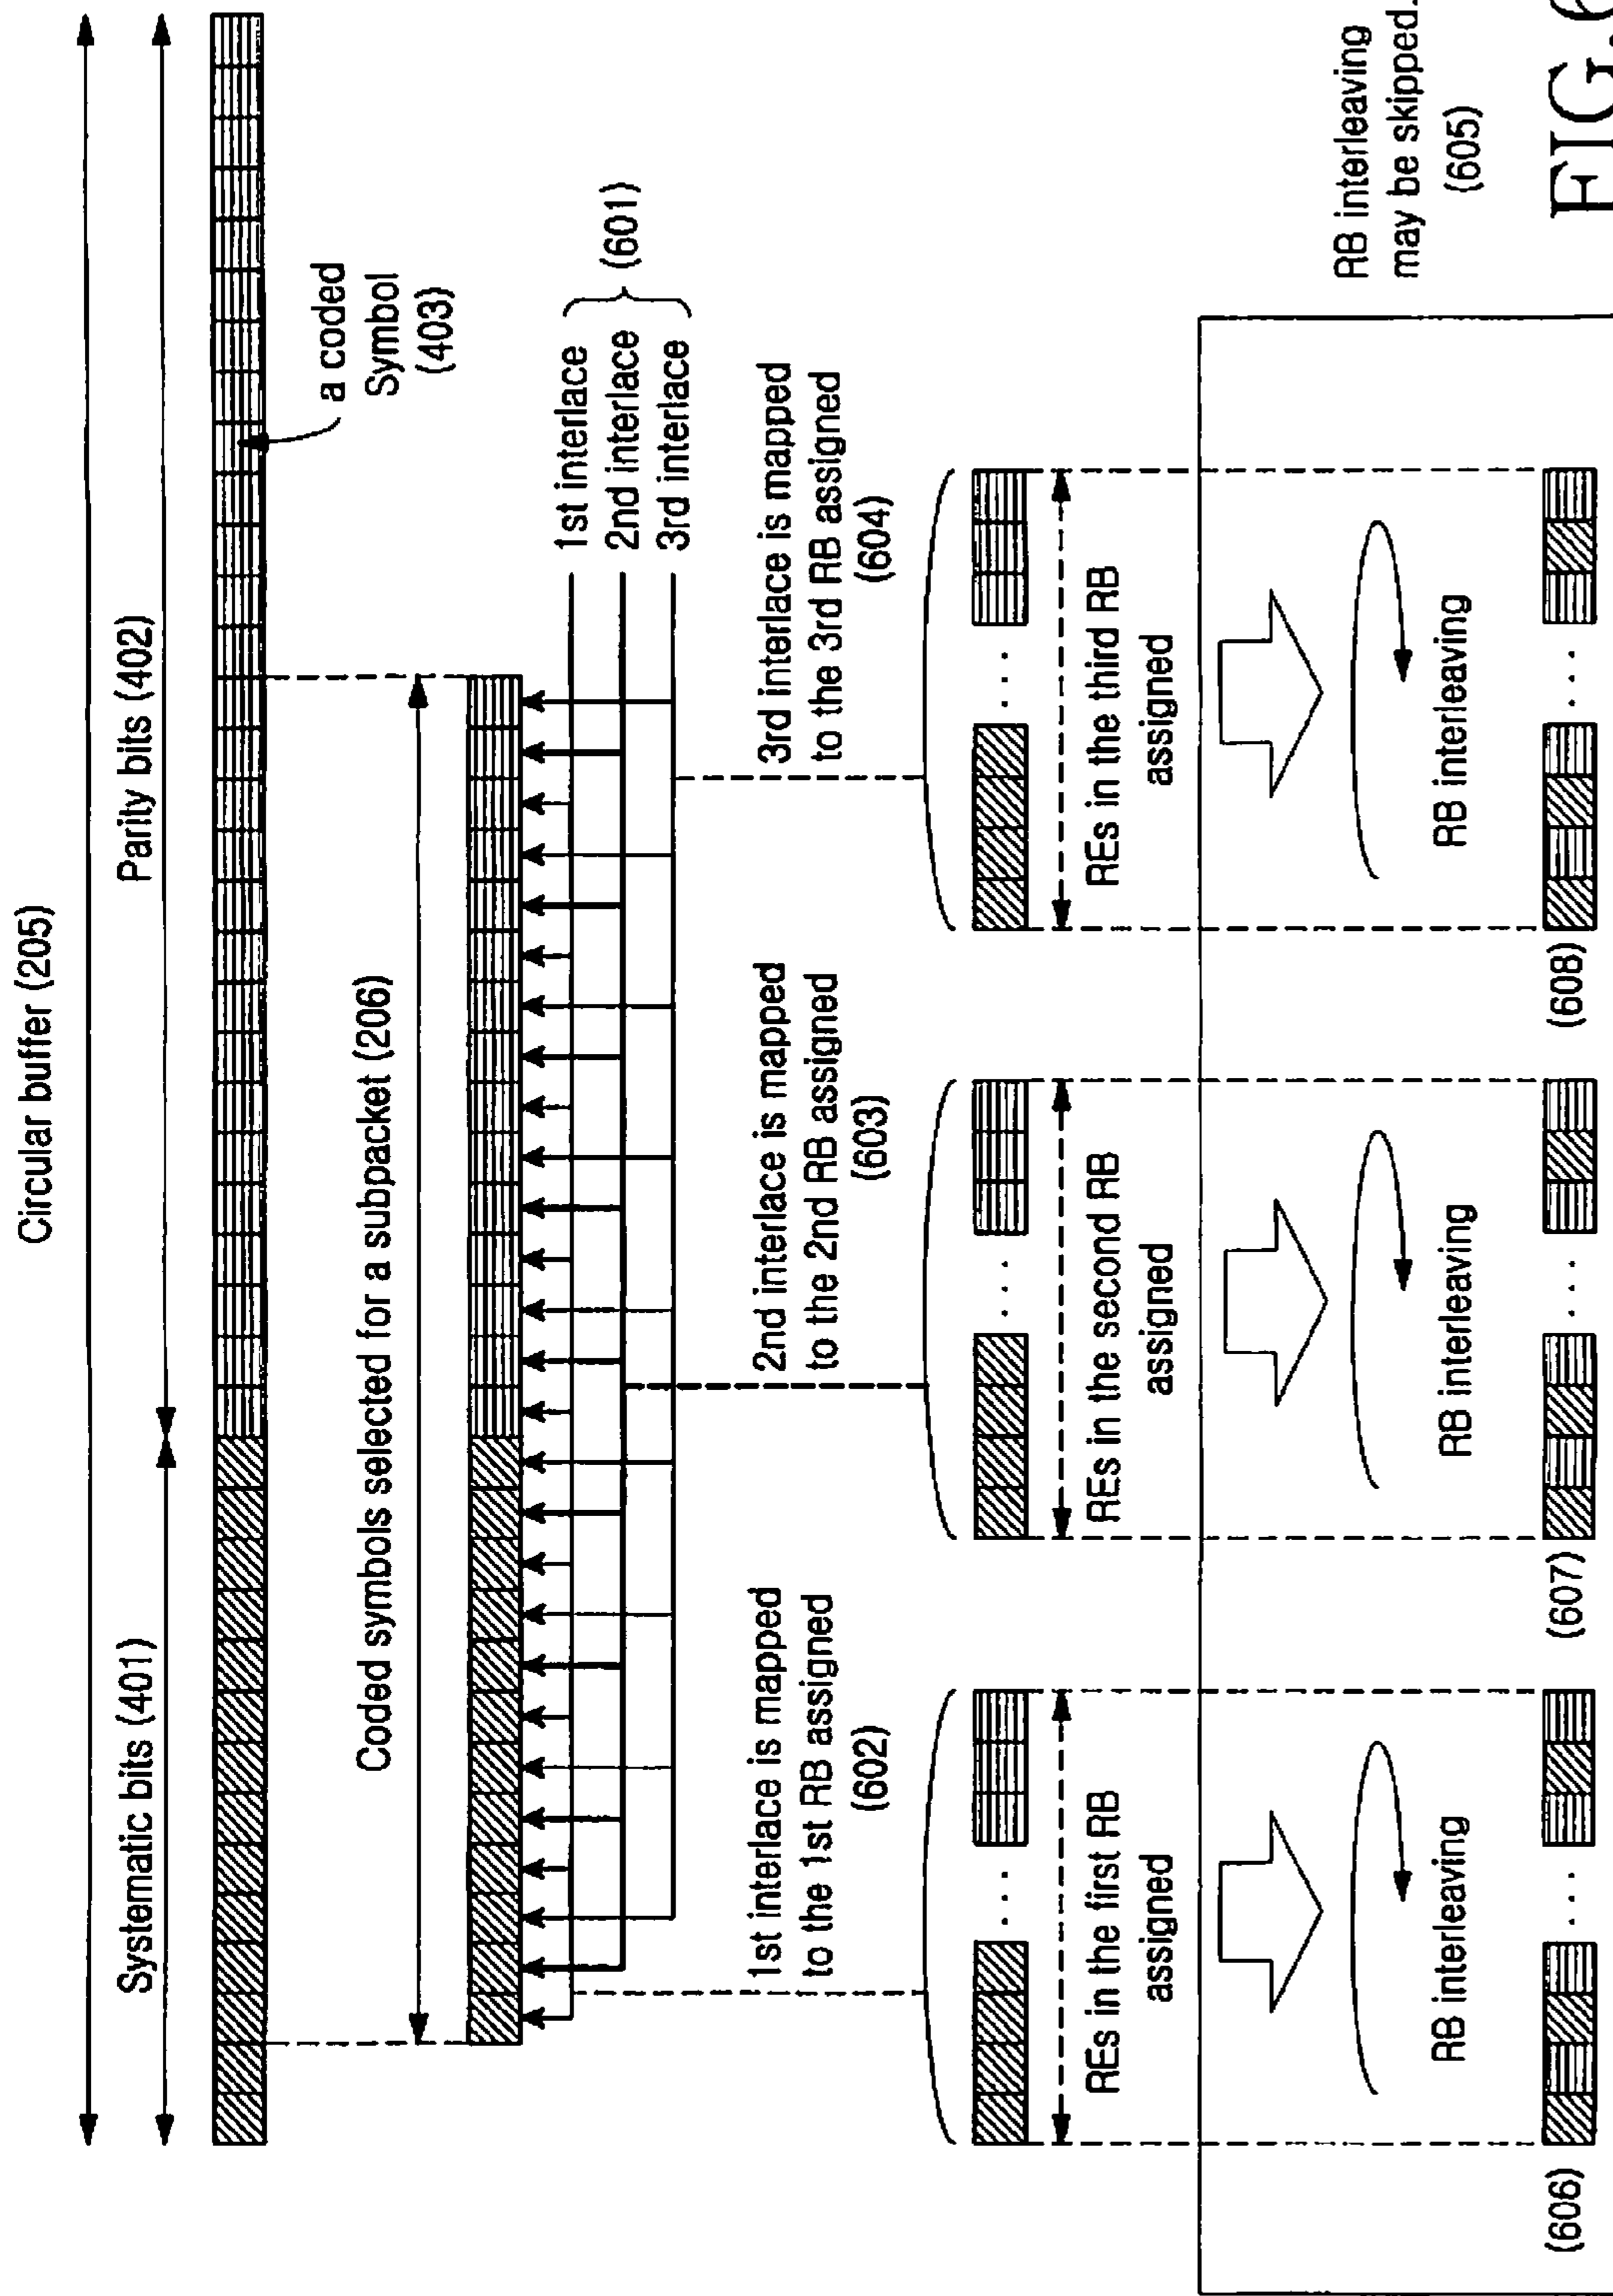 Circular buffer (205)
Systematic bits (401)
Parity bits (402)
a coded
Symbol
(403)
Coded symbols selected for a subpacket (206)
1st interlace
2nd interlace
3rd interlace
(601)
1st interlace is mapped
to the 1st RB assigned
(602)
2nd interlace is mapped
to the 2nd RB assigned
(603)
3rd interlace is mapped
to the 3rd RB assigned
(604)
. . .
. . .
. . .
REs in the first RB
assigned
REs in the second RB
assigned
REs in the third RB
assigned
RB interleaving
RB interleaving
RB interleaving
RB interleaving
may be skipped.
(605)
(606)
. . .
(607)
. . .
(608)
. . .
FIG.6